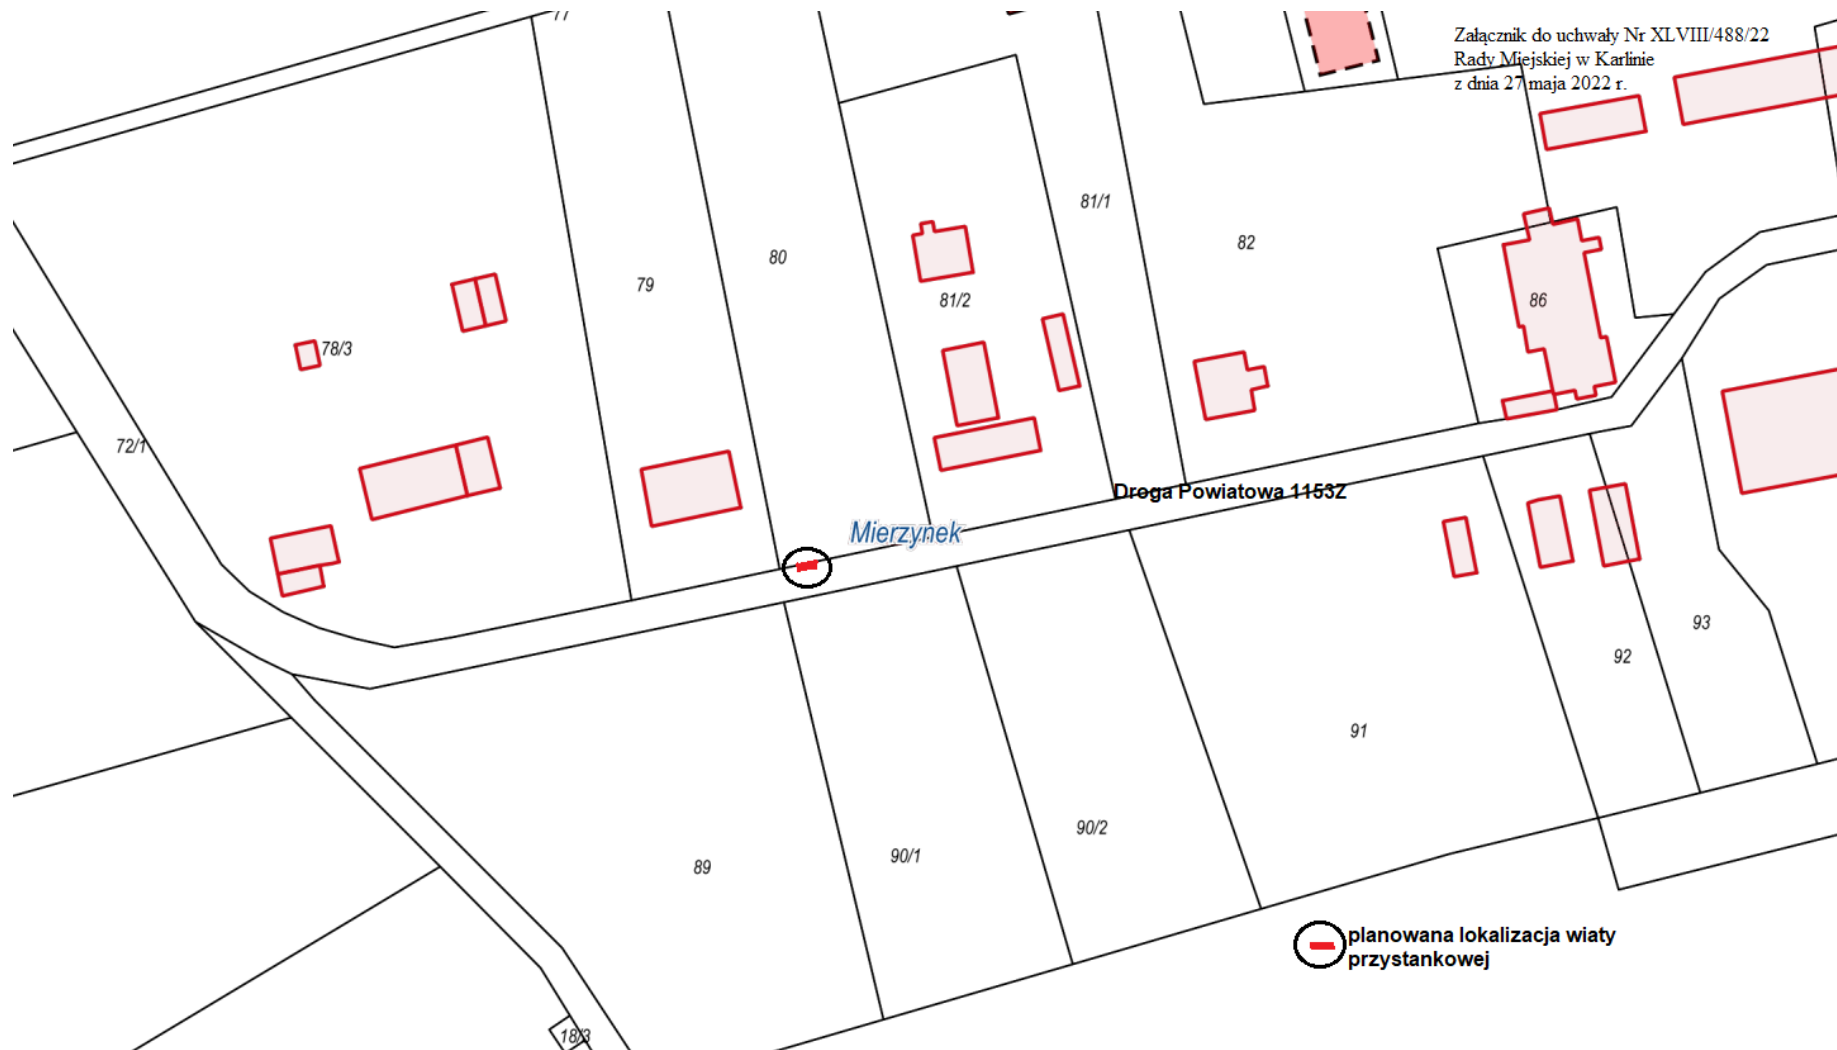 77
Załącznik do uchwały Nr XLVIII/488/22
Rady Miejskiej w Karlinie
z dnia 27 maja 2022 r.
81/1
82
80
79
81/2
86
78/3
72/1
Droga Powiatowa 1153Z
Mierzynek
93
92
91
90/2
90/1
89
planowana lokalizacja wiaty
przystankowej
18/3